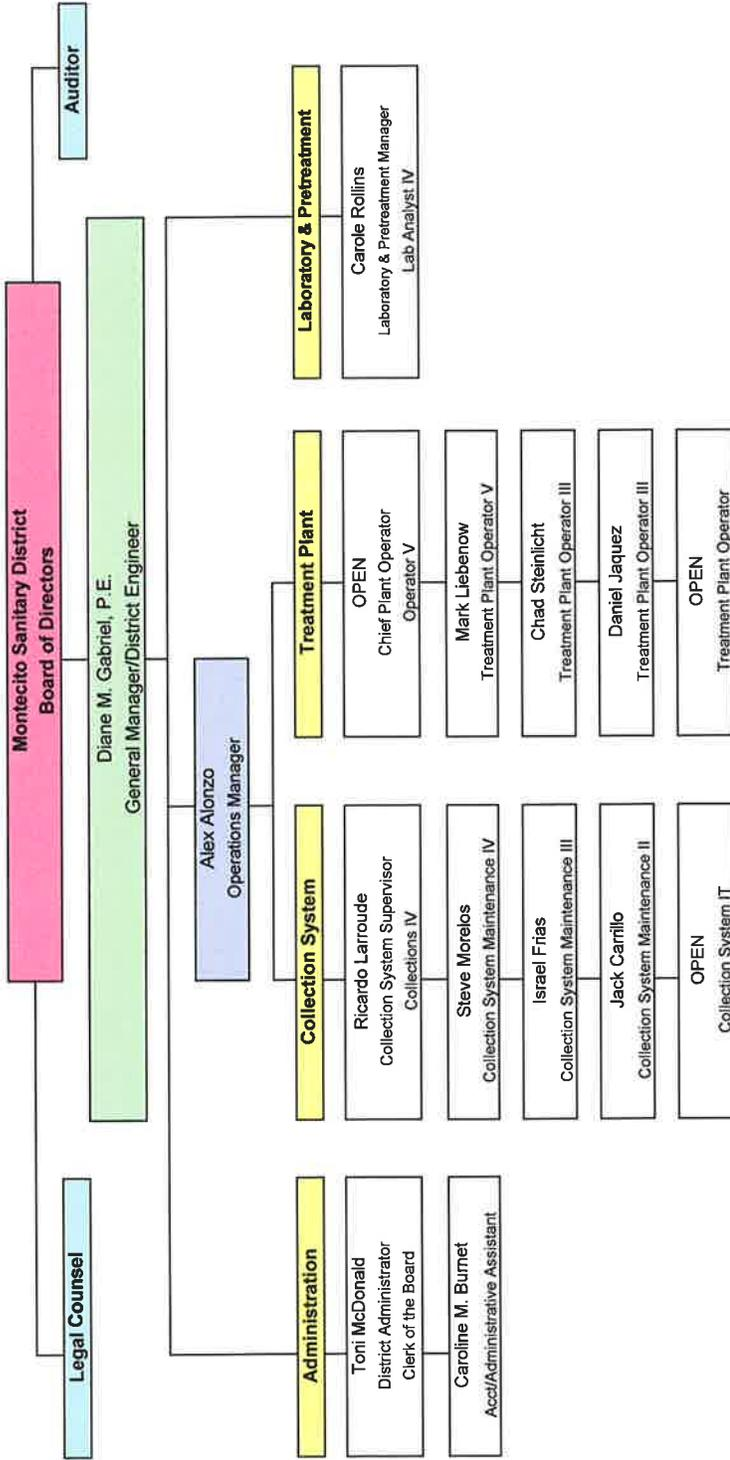 Montecito Sanitary District
Board of Directors
Legal Counsel
Auditor
Diane M. Gabriel, P.E.
General Manager/District Engineer
Alex Alonzo
Operations Manager
Administration
Toni McDonald
District Administrator
Clerk of the Board
Caroline M. Burnet
Acct/Administrative Assistant
Collection System
Ricardo Larroude
Collection System Supervisor
Collections IV
Steve Morelos
Collection System Maintenance IV
Israel Frias
Collection System Maintenance III
Jack Carrillo
Collection System Maintenance II
OPEN
Collection System IT
Treatment Plant
OPEN
Chief Plant Operator
Operator V
Mark Liebenow
Treatment Plant Operator V
Chad Steinlicht
Treatment Plant Operator III
Daniel Jaquez
Treatment Plant Operator III
OPEN
Treatment Plant Operator
Laboratory & Pretreatment
Carole Rollins
Laboratory & Pretreatment Manager
Lab Analyst IV